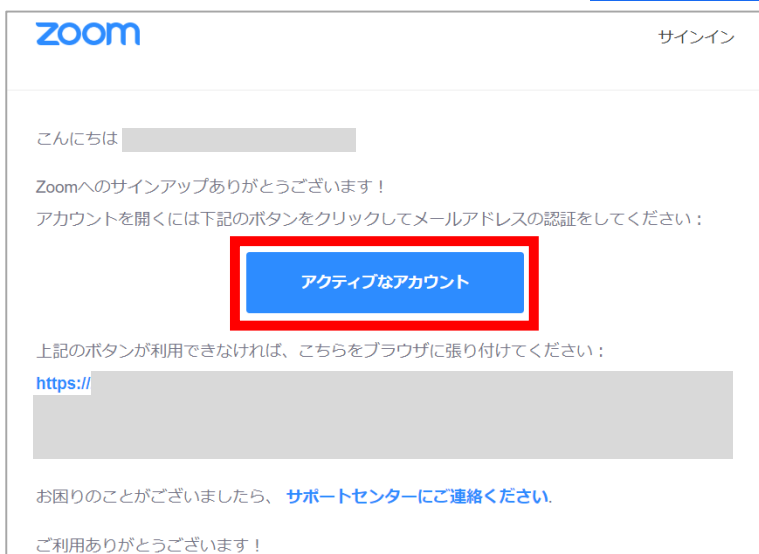 zoom
サインイン
こんにちは
Zoomへのサインアップありがとうございます！
アカウントを開くには下記のボタンをクリックしてメールアドレスの認証をしてください：
アクティブなアカウント
上記のボタンが利用できなければ、こちらをブラウザに張り付けてください：
https://
お困りのことがございましたら、 サポートセンターにご連絡ください.
ご利用ありがとうございます！